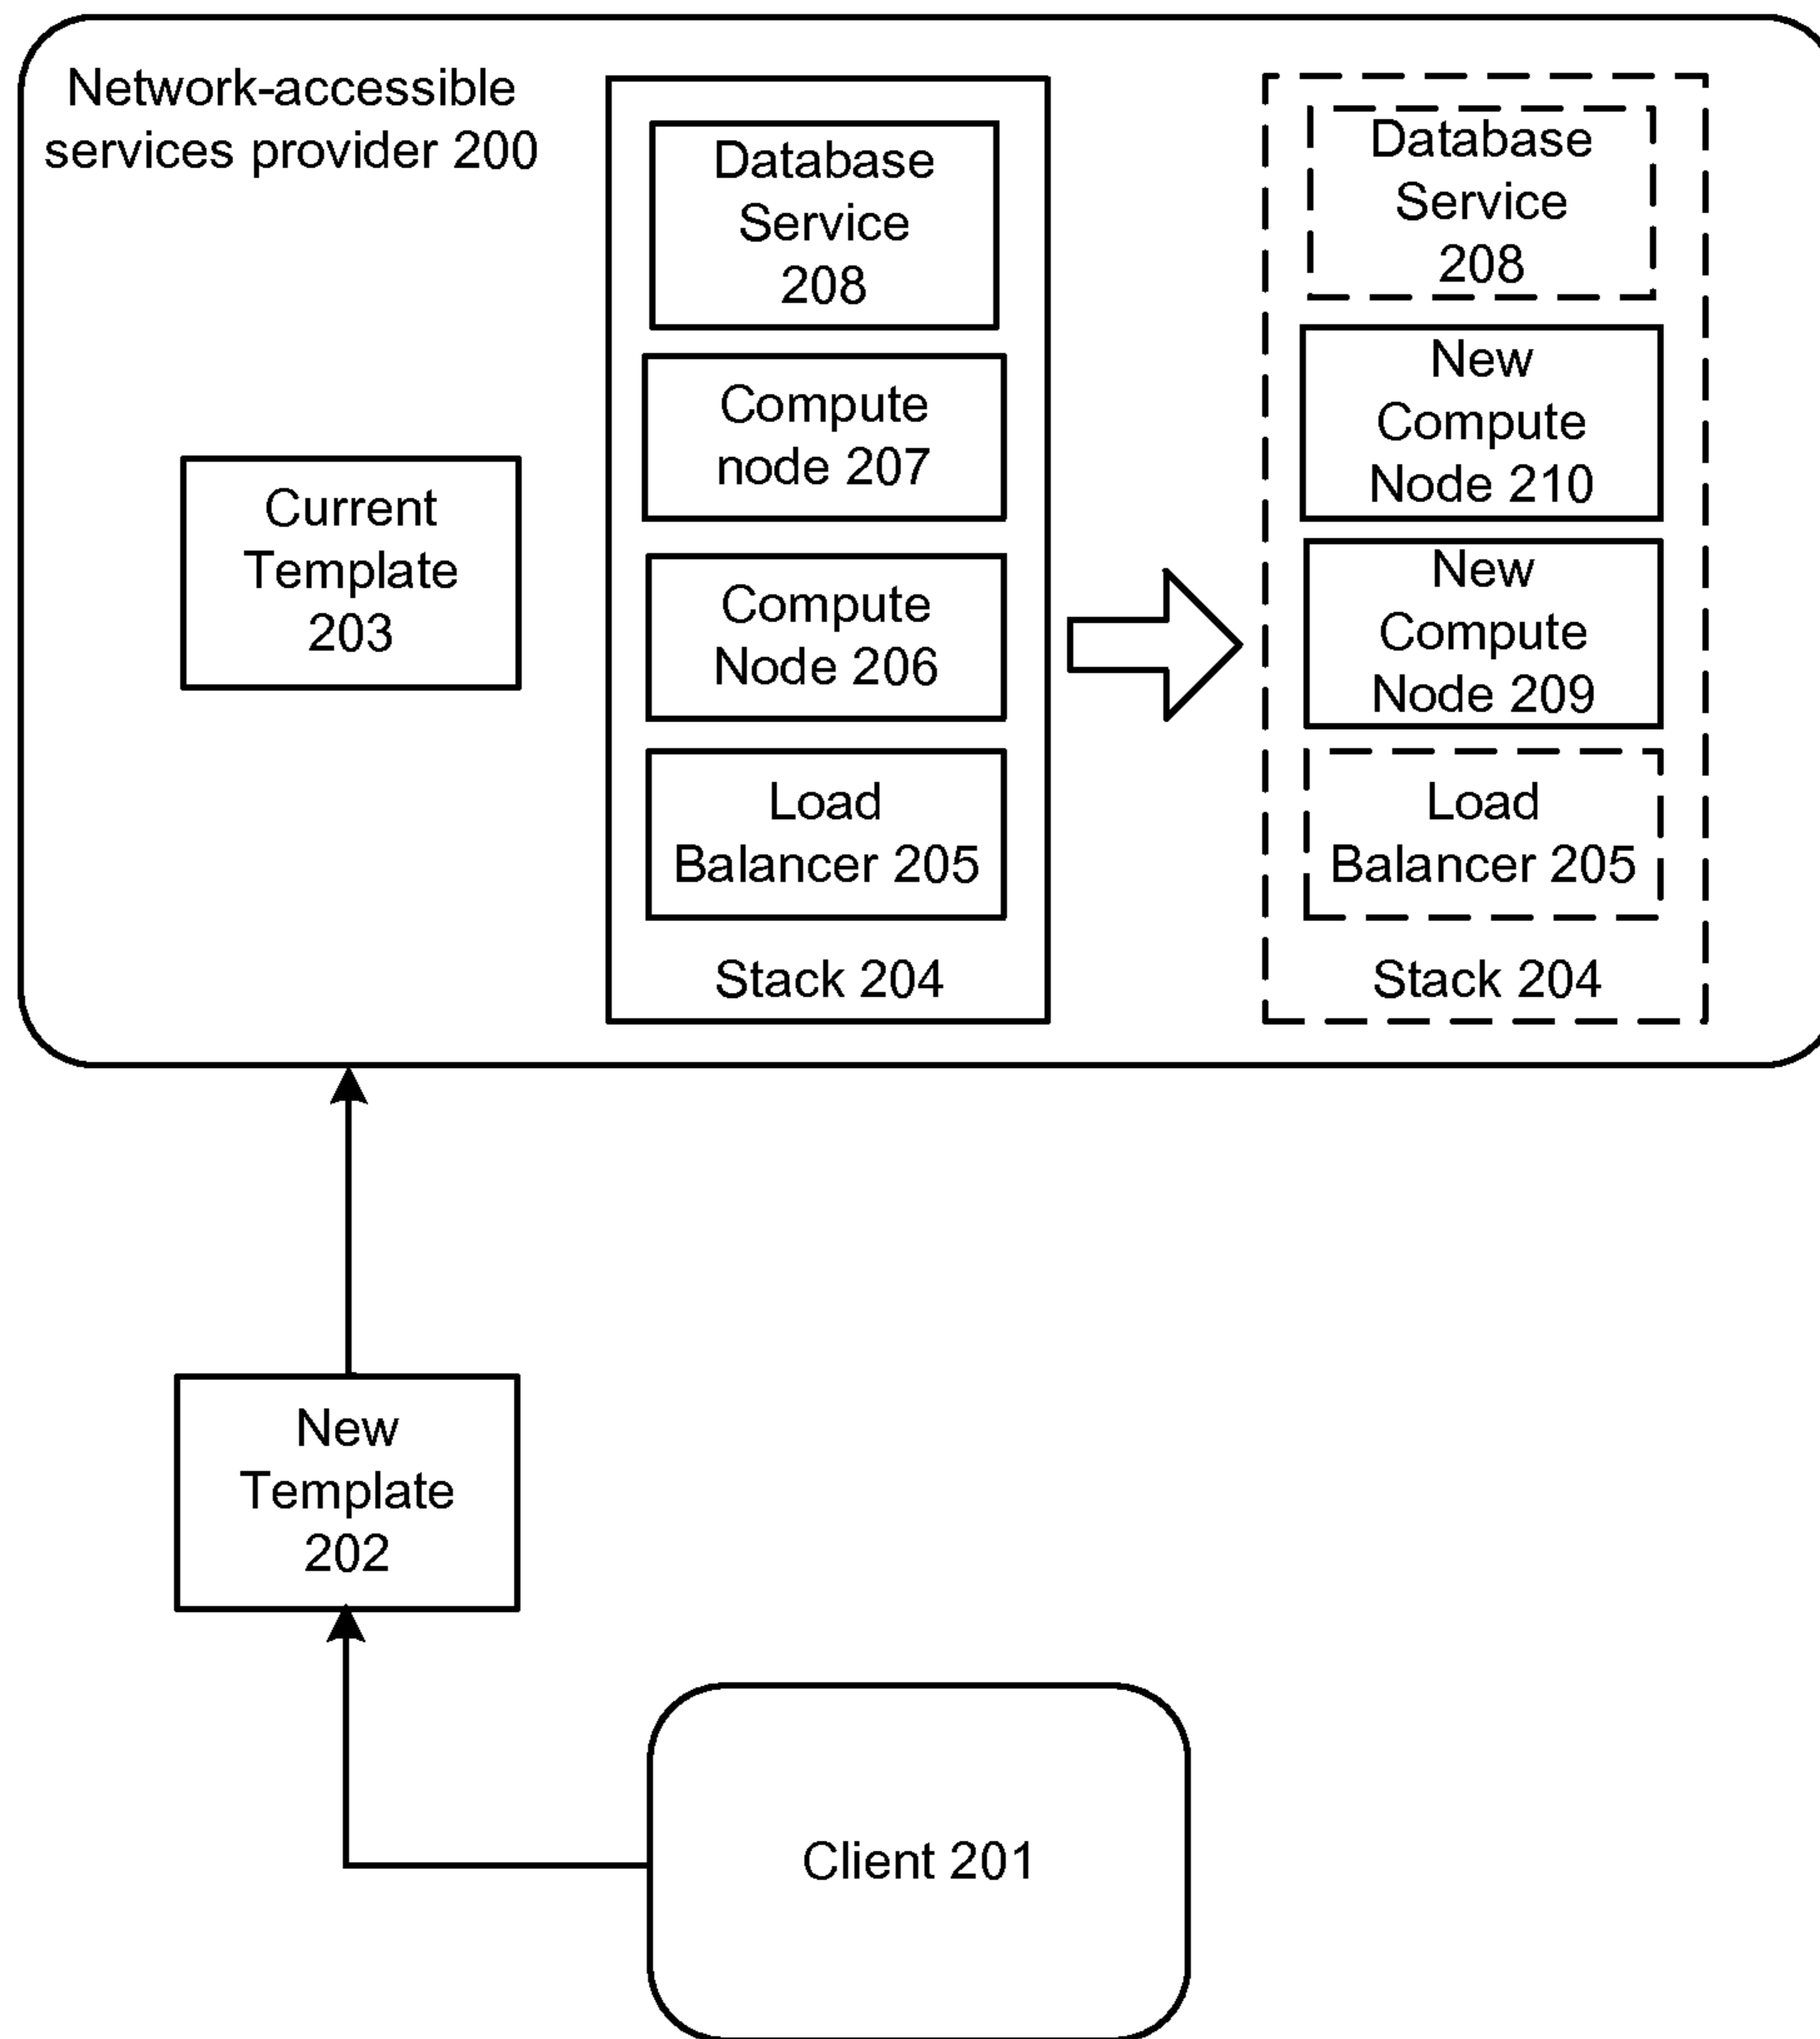 Network-accessible
services provider 200
Current
Template
203
Database
Service
208
Compute
node 207
Compute
Node 206
Load
Balancer 205
Stack 204
Database
Service
208
New
Compute
Node 210
New
Compute
Node 209
Load
Balancer 205
Stack 204
New
Template
202
Client 201